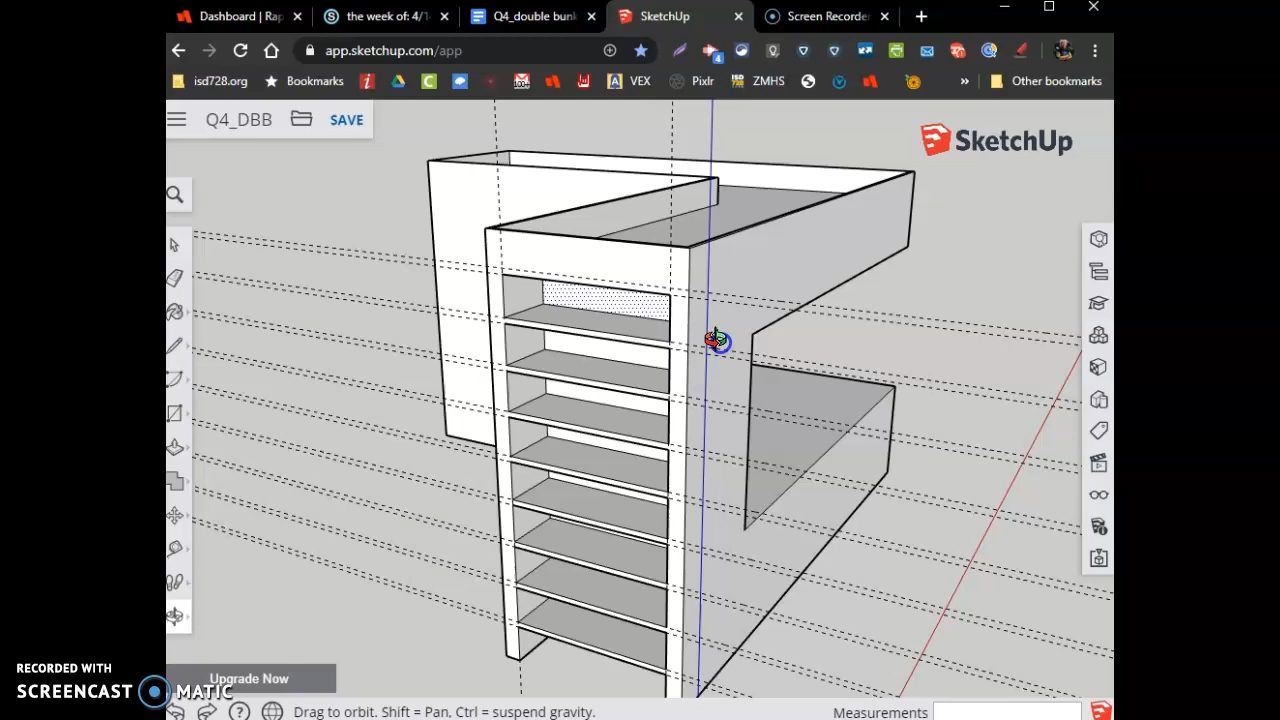 Dashboard | Rap
the week of: 4/1
Q4_double bunk
SketchUp
Screen Recorder
app.sketchup.com/app
4
isd728.org
Bookmarks
VEX
Pixlr
ZMHS
»
Other bookmarks
Q4_DBB
SAVE
SketchUp
RECORDED WITH
SCREENCAST MATIC
Upgrade Now
Drag to orbit. Shift = Pan, Ctrl = suspend gravity.
Measurements